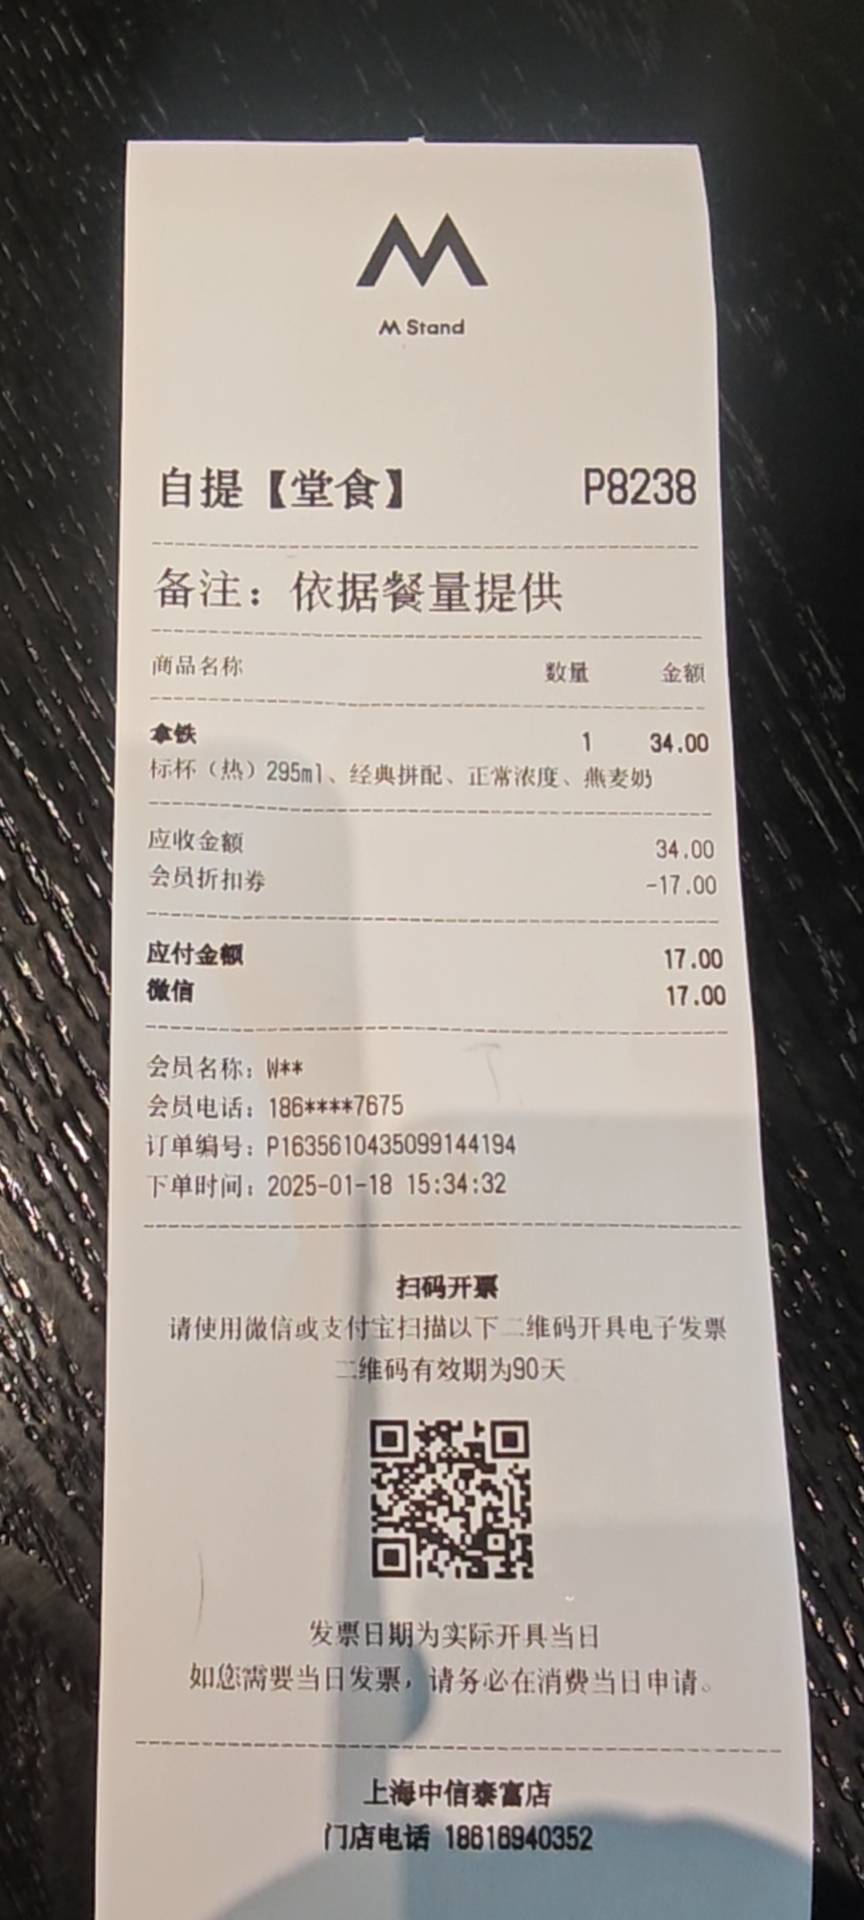 M Stand
自提【堂食】 P8238
备注：依据餐量提供
商品名称 数量 金额
拿铁 1 34.00
标杯（热）295ml、经典拼配、正常浓度、燕麦奶
应收金额 34.00
会员折扣券 -17.00
应付金额 17.00
微信 17.00
会员名称：W**
会员电话：186****7675
订单编号：P1635610435099144194
下单时间：2025-01-18 15:34:32
扫码开票
请使用微信或支付宝扫描以下二维码开具电子发票
二维码有效期为90天
发票日期为实际开具当日
如您需要当日发票，请务必在消费当日申请。
上海中信泰富店
门店电话 18616940352